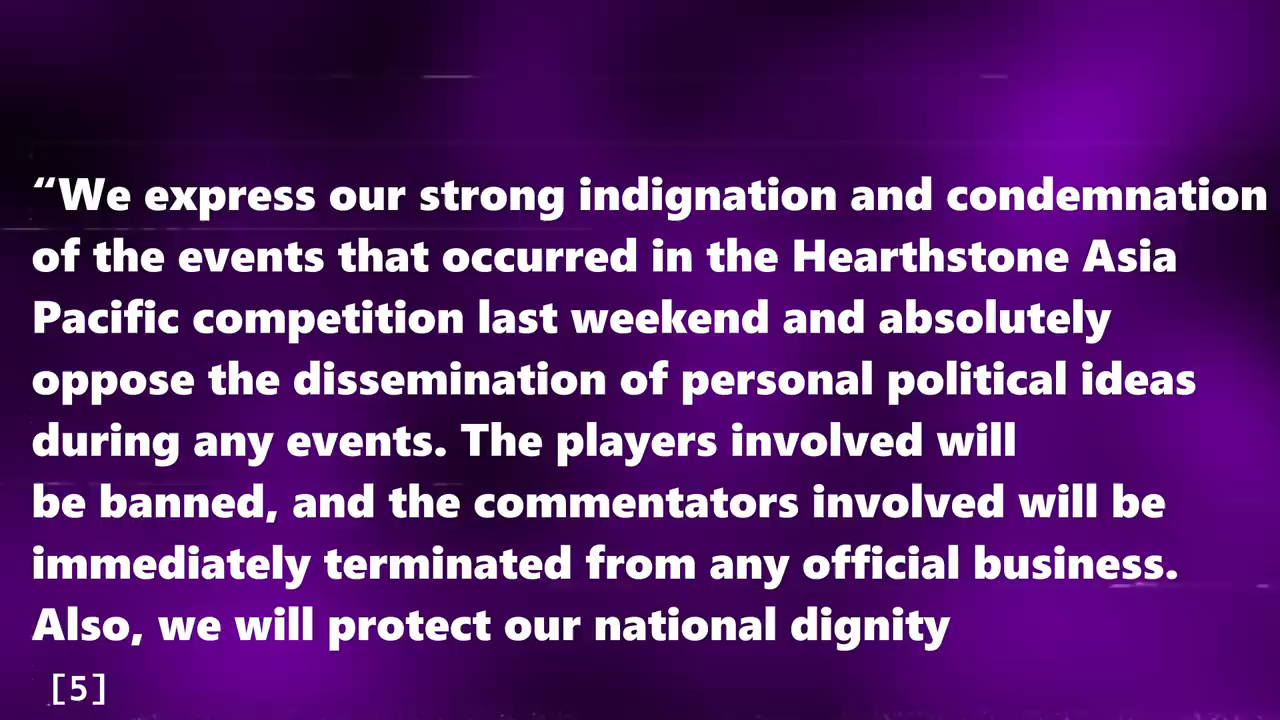 “We express our strong indignation and condemnation
of the events that occurred in the Hearthstone Asia
Pacific competition last weekend and absolutely
oppose the dissemination of personal political ideas
during any events. The players involved will
be banned, and the commentators involved will be
immediately terminated from any official business.
Also, we will protect our national dignity
[5]